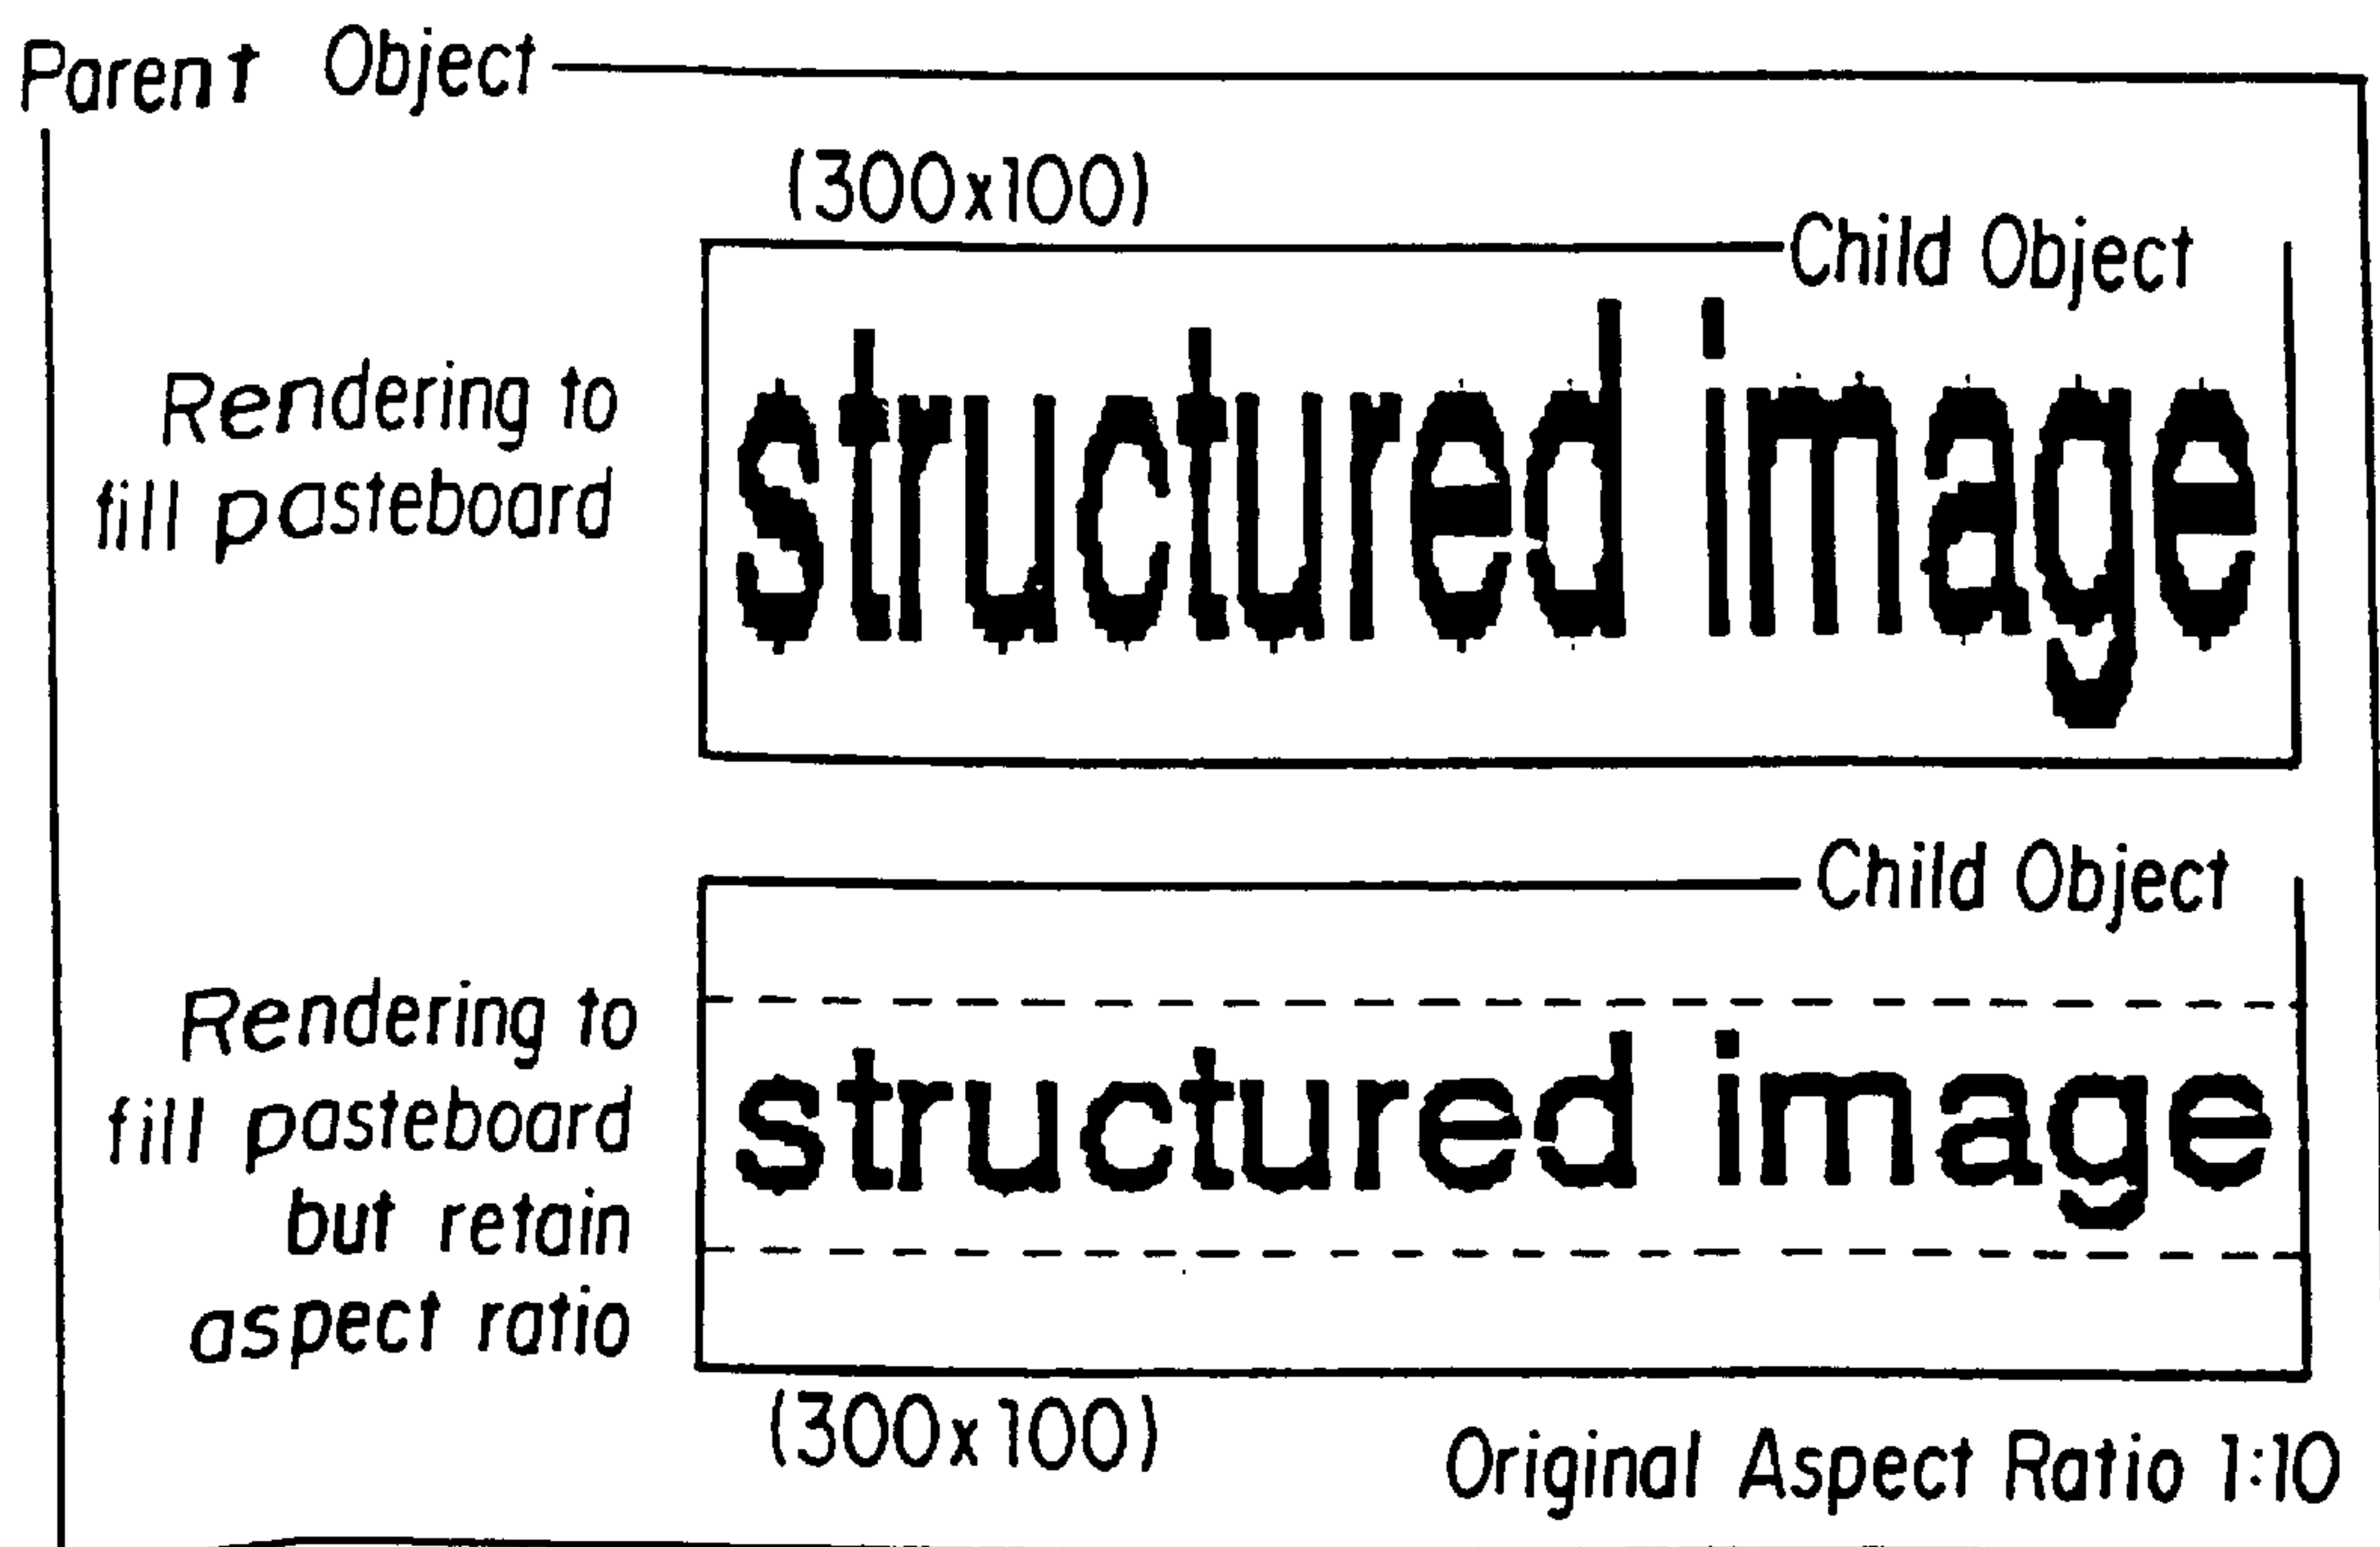 Parent Object
(300x100)
Child Object
Rendering to
fill pasteboard
structured image
Child Object
Rendering to
fill pasteboard
but retain
aspect ratio
structured image
(300x100)
Original Aspect Ratio 1:10